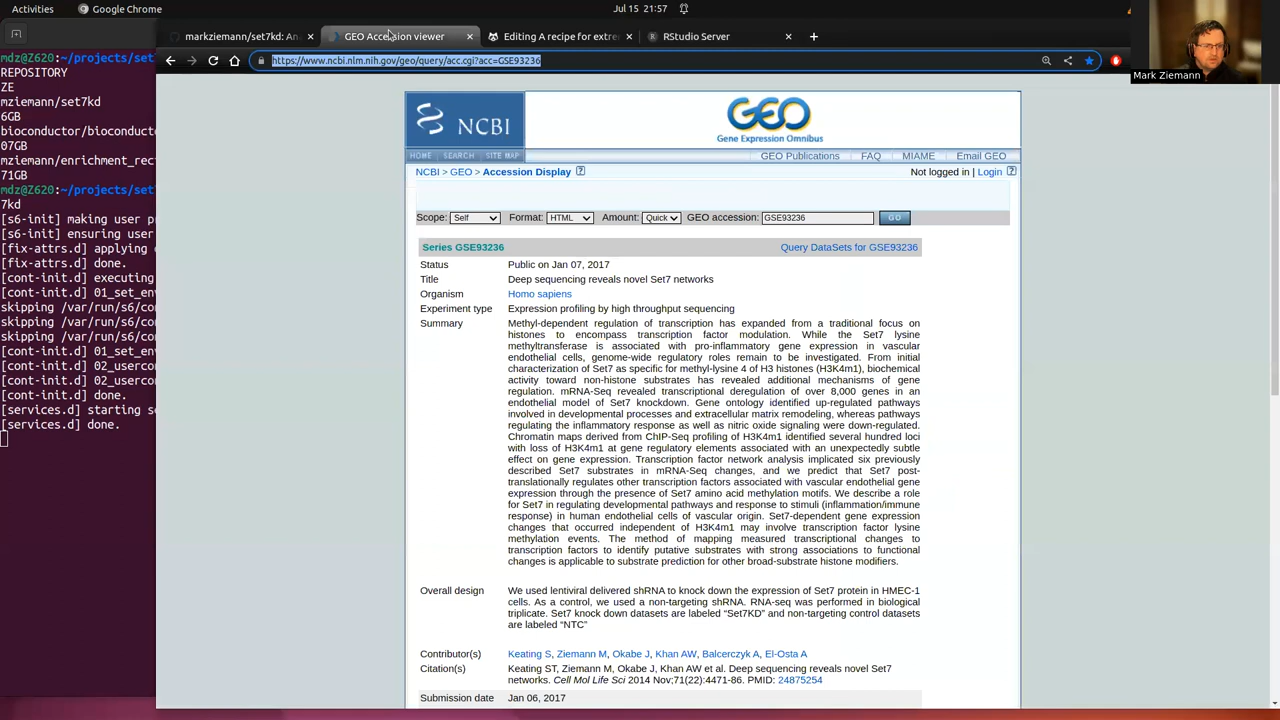 Activities
Google Chrome
Jul 15 21:57
markziemann/set7kd: An
GEO Accession viewer
Editing A recipe for extre
RStudio Server
https://www.ncbi.nlm.nih.gov/geo/query/acc.cgi?acc=GSE93236
Mark Ziemann
mdz@Z620:~/projects/set
REPOSITORY
ZE
mziemann/set7kd
6GB
bioconductor/bioconducto
07GB
mziemann/enrichment_rec
71GB
mdz@Z620:~/projects/set
7kd
[s6-init] making user p
[s6-init] ensuring user
[fix-attrs.d] applying
[fix-attrs.d] done.
[cont-init.d] executing
[cont-init.d] 01_set_env
skipping /var/run/s6/con
skipping /var/run/s6/con
skipping /var/run/s6/con
[cont-init.d] 01_set_env
[cont-init.d] 02_usercon
[cont-init.d] 02_usercon
[cont-init.d] done.
[services.d] starting se
[services.d] done.
NCBI
GEO
Gene Expression Omnibus
HOME SEARCH SITE MAP
GEO Publications FAQ MIAME Email GEO
NCBI > GEO > Accession Display ?
Not logged in | Login ?
Scope: Self Format: HTML Amount: Quick GEO accession: GSE93236 GO
Series GSE93236 Query DataSets for GSE93236
Status Public on Jan 07, 2017
Title Deep sequencing reveals novel Set7 networks
Organism Homo sapiens
Experiment type Expression profiling by high throughput sequencing
Summary Methyl-dependent regulation of transcription has expanded from a traditional focus on
histones to encompass transcription factor modulation. While the Set7 lysine
methyltransferase is associated with pro-inflammatory gene expression in vascular
endothelial cells, genome-wide regulatory roles remain to be investigated. From initial
characterization of Set7 as specific for methyl-lysine 4 of H3 histones (H3K4m1), biochemical
activity toward non-histone substrates has revealed additional mechanisms of gene
regulation. mRNA-Seq revealed transcriptional deregulation of over 8,000 genes in an
endothelial model of Set7 knockdown. Gene ontology identified up-regulated pathways
involved in developmental processes and extracellular matrix remodeling, whereas pathways
regulating the inflammatory response as well as nitric oxide signaling were down-regulated.
Chromatin maps derived from ChIP-Seq profiling of H3K4m1 identified several hundred loci
with loss of H3K4m1 at gene regulatory elements associated with an unexpectedly subtle
effect on gene expression. Transcription factor network analysis implicated six previously
described Set7 substrates in mRNA-Seq changes, and we predict that Set7 post-
translationally regulates other transcription factors associated with vascular endothelial gene
expression through the presence of Set7 amino acid methylation motifs. We describe a role
for Set7 in regulating developmental pathways and response to stimuli (inflammation/immune
response) in human endothelial cells of vascular origin. Set7-dependent gene expression
changes that occurred independent of H3K4m1 may involve transcription factor lysine
methylation events. The method of mapping measured transcriptional changes to
transcription factors to identify putative substrates with strong associations to functional
changes is applicable to substrate prediction for other broad-substrate histone modifiers.
Overall design We used lentiviral delivered shRNA to knock down the expression of Set7 protein in HMEC-1
cells. As a control, we used a non-targeting shRNA. RNA-seq was performed in biological
triplicate. Set7 knock down datasets are labeled “Set7KD” and non-targeting control datasets
are labeled “NTC”
Contributor(s) Keating S, Ziemann M, Okabe J, Khan AW, Balcerczyk A, El-Osta A
Citation(s) Keating ST, Ziemann M, Okabe J, Khan AW et al. Deep sequencing reveals novel Set7
networks. Cell Mol Life Sci 2014 Nov;71(22):4471-86. PMID: 24875254
Submission date Jan 06, 2017